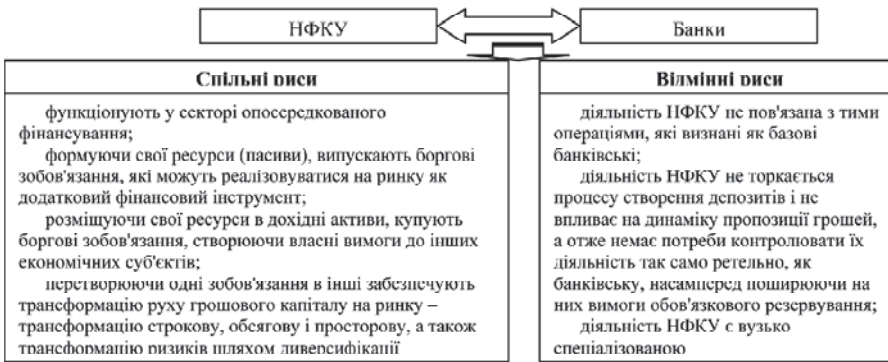 НФКУ
Банки
Спільні риси
функціонують у секторі опосередкованого
фінансування;
формуючи свої ресурси (пасиви), випускають боргові
зобов'язання, які можуть реалізовуватися на ринку як
додатковий фінансовий інструмент;
розміщуючи свої ресурси в дохідні активи, купують
боргові зобов'язання, створюючи власні вимоги до інших
економічних суб'єктів;
перетворюючи одні зобов'язання в інші забезпечують
трансформацію руху грошового капіталу на ринку –
трансформацію строкову, обсягову і просторову, а також
трансформацію ризиків шляхом диверсифікації
Відмінні риси
діяльність НФКУ не пов'язана з тими
операціями, які визнані як базові
банківські;
діяльність НФКУ не торкається
процесу створення депозитів і не
впливає на динаміку пропозиції грошей,
а отже немає потреби контролювати їх
діяльність так само ретельно, як
банківську, насамперед поширюючи на
них вимоги обов'язкового резервування;
діяльність НФКУ є вузько
спеціалізованою